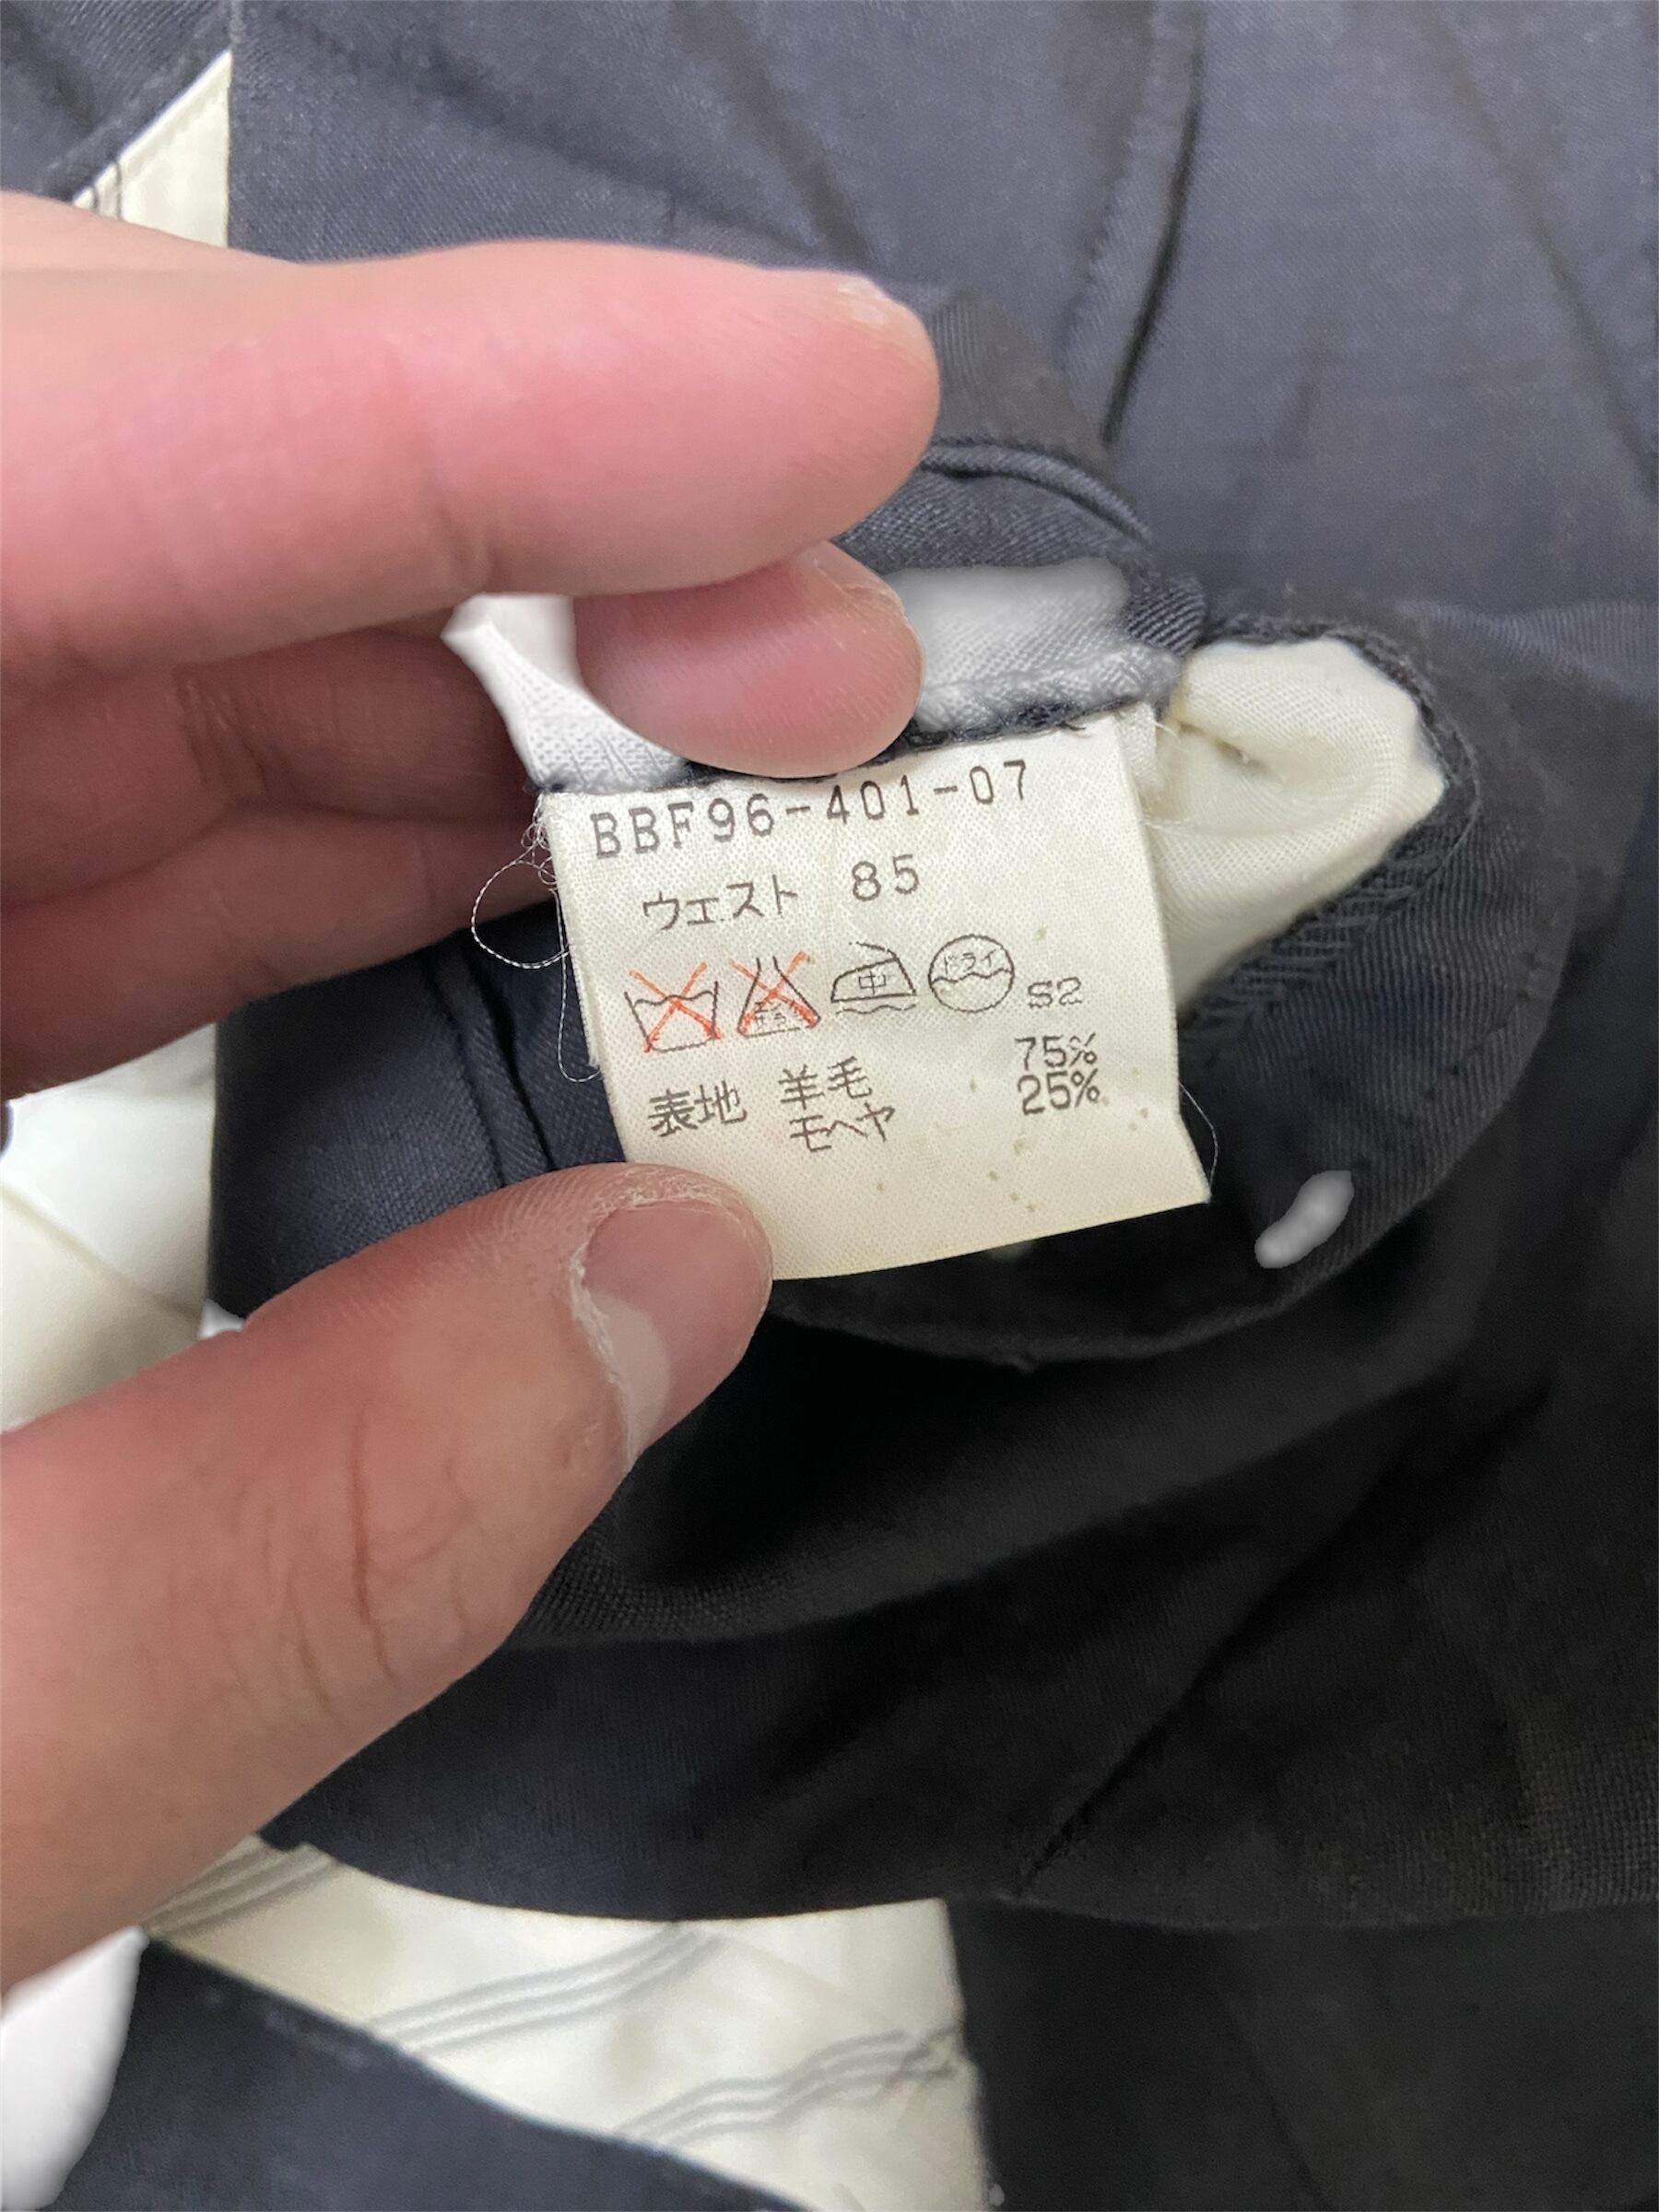 BBF96-401-07
ウエスト 85
中 ドライ S2
表地 羊毛 75%
モヘヤ 25%